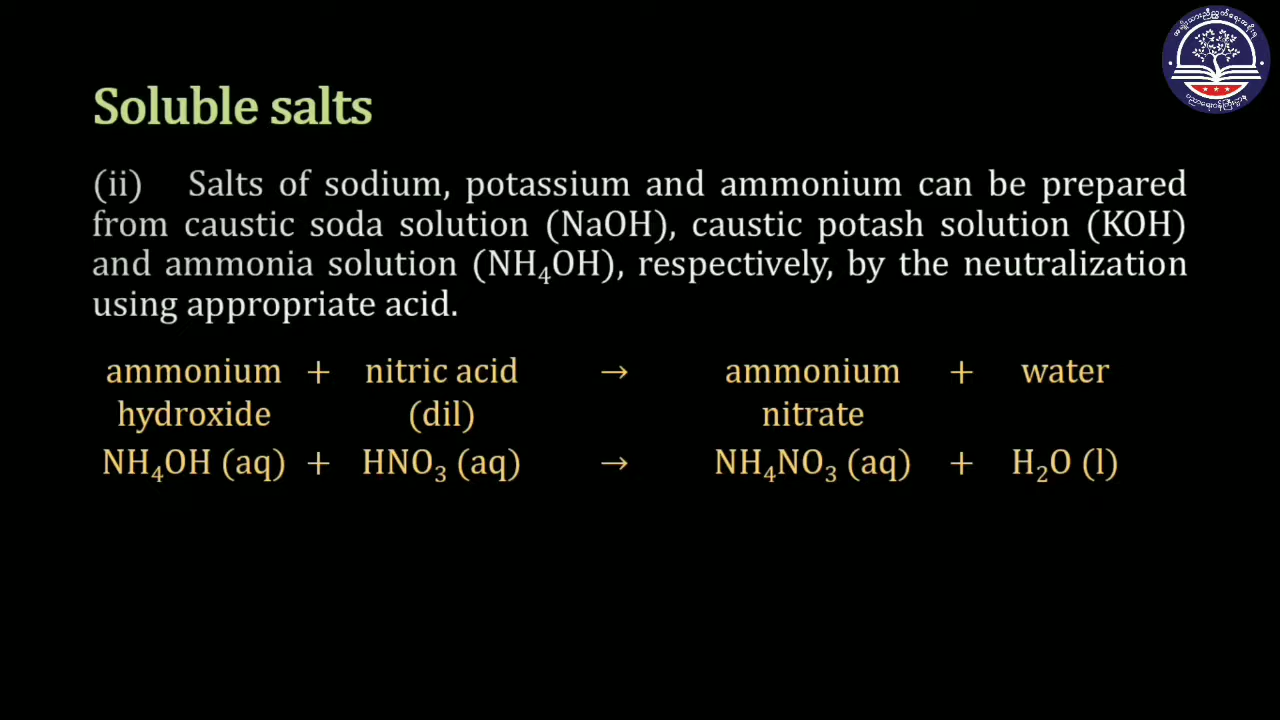 Soluble salts
(ii) Salts of sodium, potassium and ammonium can be prepared
from caustic soda solution (NaOH), caustic potash solution (KOH)
and ammonia solution (NH₄OH), respectively, by the neutralization
using appropriate acid.
ammonium + nitric acid → ammonium + water
hydroxide (dil) nitrate
NH₄OH (aq) + HNO₃ (aq) → NH₄NO₃ (aq) + H₂O (l)